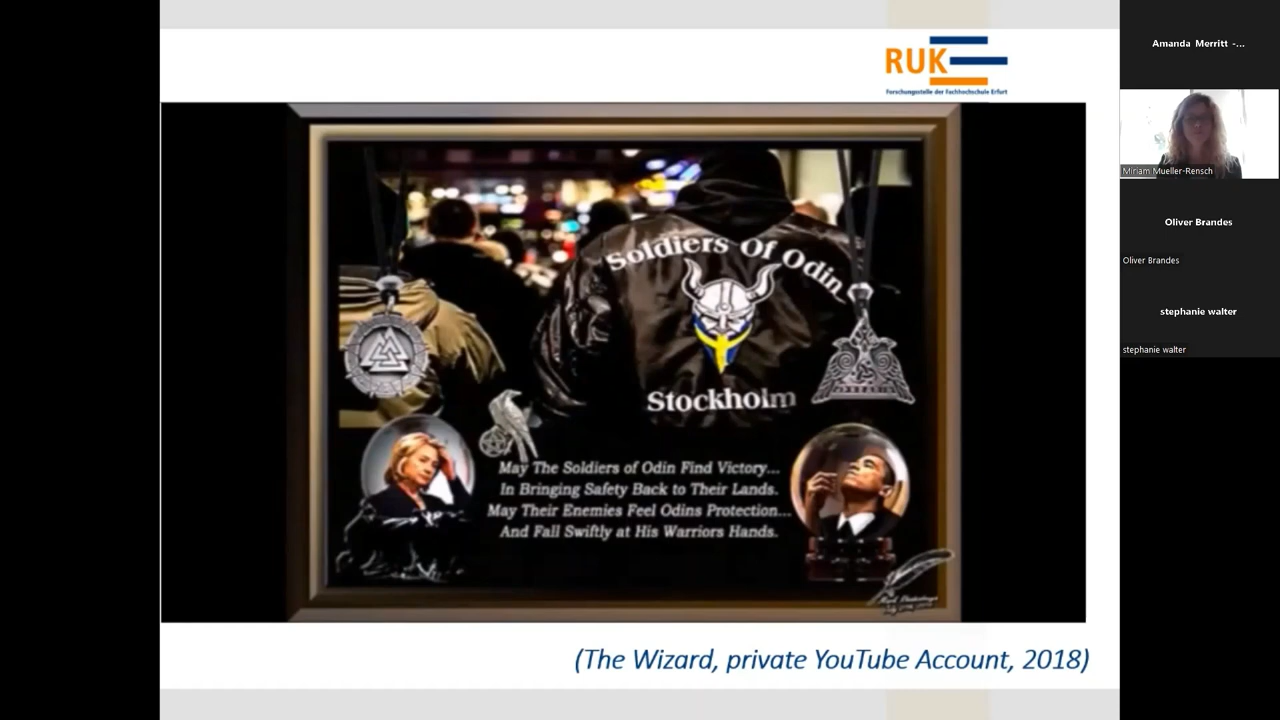 RUK
Forschungsstelle der Fachhochschule Erfurt
Soldiers Of Odin
Stockholm
May The Soldiers of Odin Find Victory...
In Bringing Safety Back to Their Lands.
May Their Enemies Feel Odins Protection...
And Fall Swiftly at His Warriors Hands.
(The Wizard, private YouTube Account, 2018)
Amanda Merritt -...
Miriam Mueller-Rensch
Oliver Brandes
Oliver Brandes
stephanie walter
stephanie walter